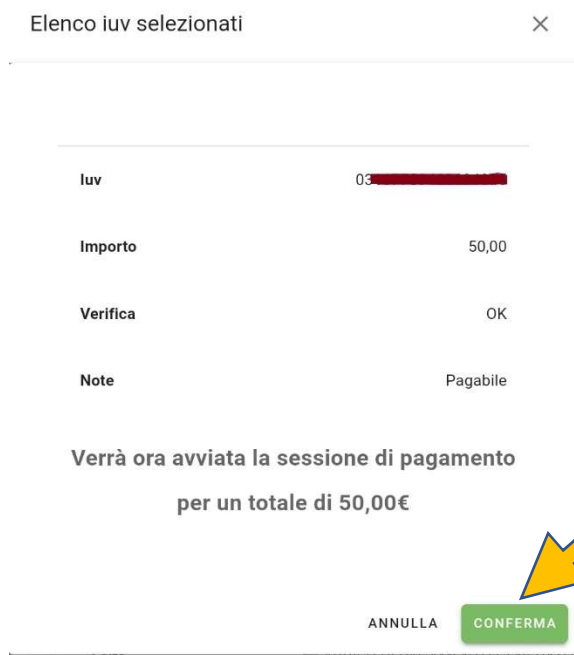 Elenco iuv selezionati
Iuv 03
Importo 50,00
Verifica OK
Note Pagabile
Verrà ora avviata la sessione di pagamento
per un totale di 50,00€
ANNULLA CONFERMA